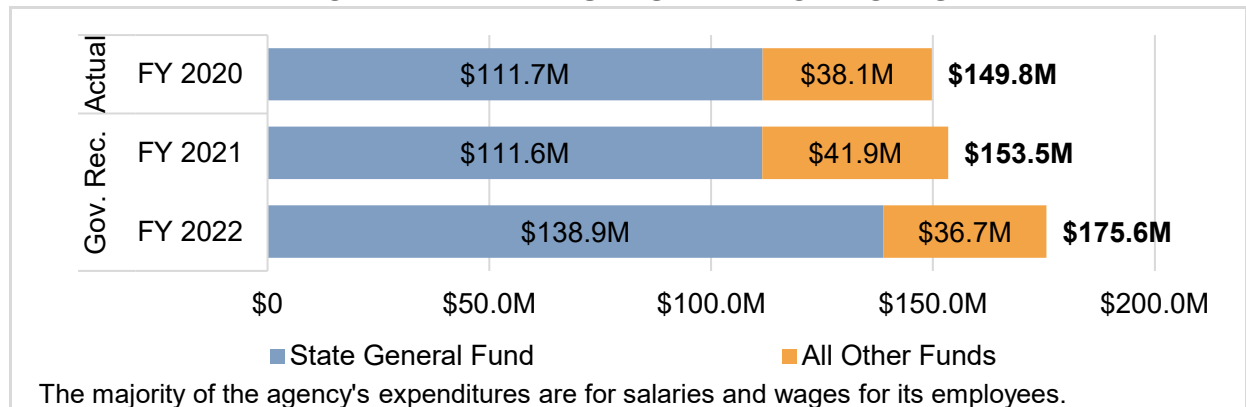 Actual
FY 2020 $111.7M $38.1M $149.8M
Gov. Rec.
FY 2021 $111.6M $41.9M $153.5M
FY 2022 $138.9M $36.7M $175.6M
$0 $50.0M $100.0M $150.0M $200.0M
State General Fund All Other Funds
The majority of the agency's expenditures are for salaries and wages for its employees.